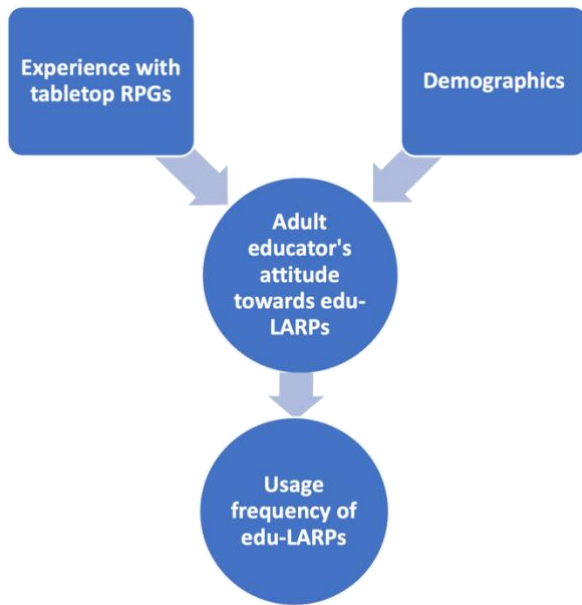 Experience with
tabletop RPGs
Demographics
Adult
educator's
attitude
towards edu-
LARPs
Usage
frequency of
edu-LARPs